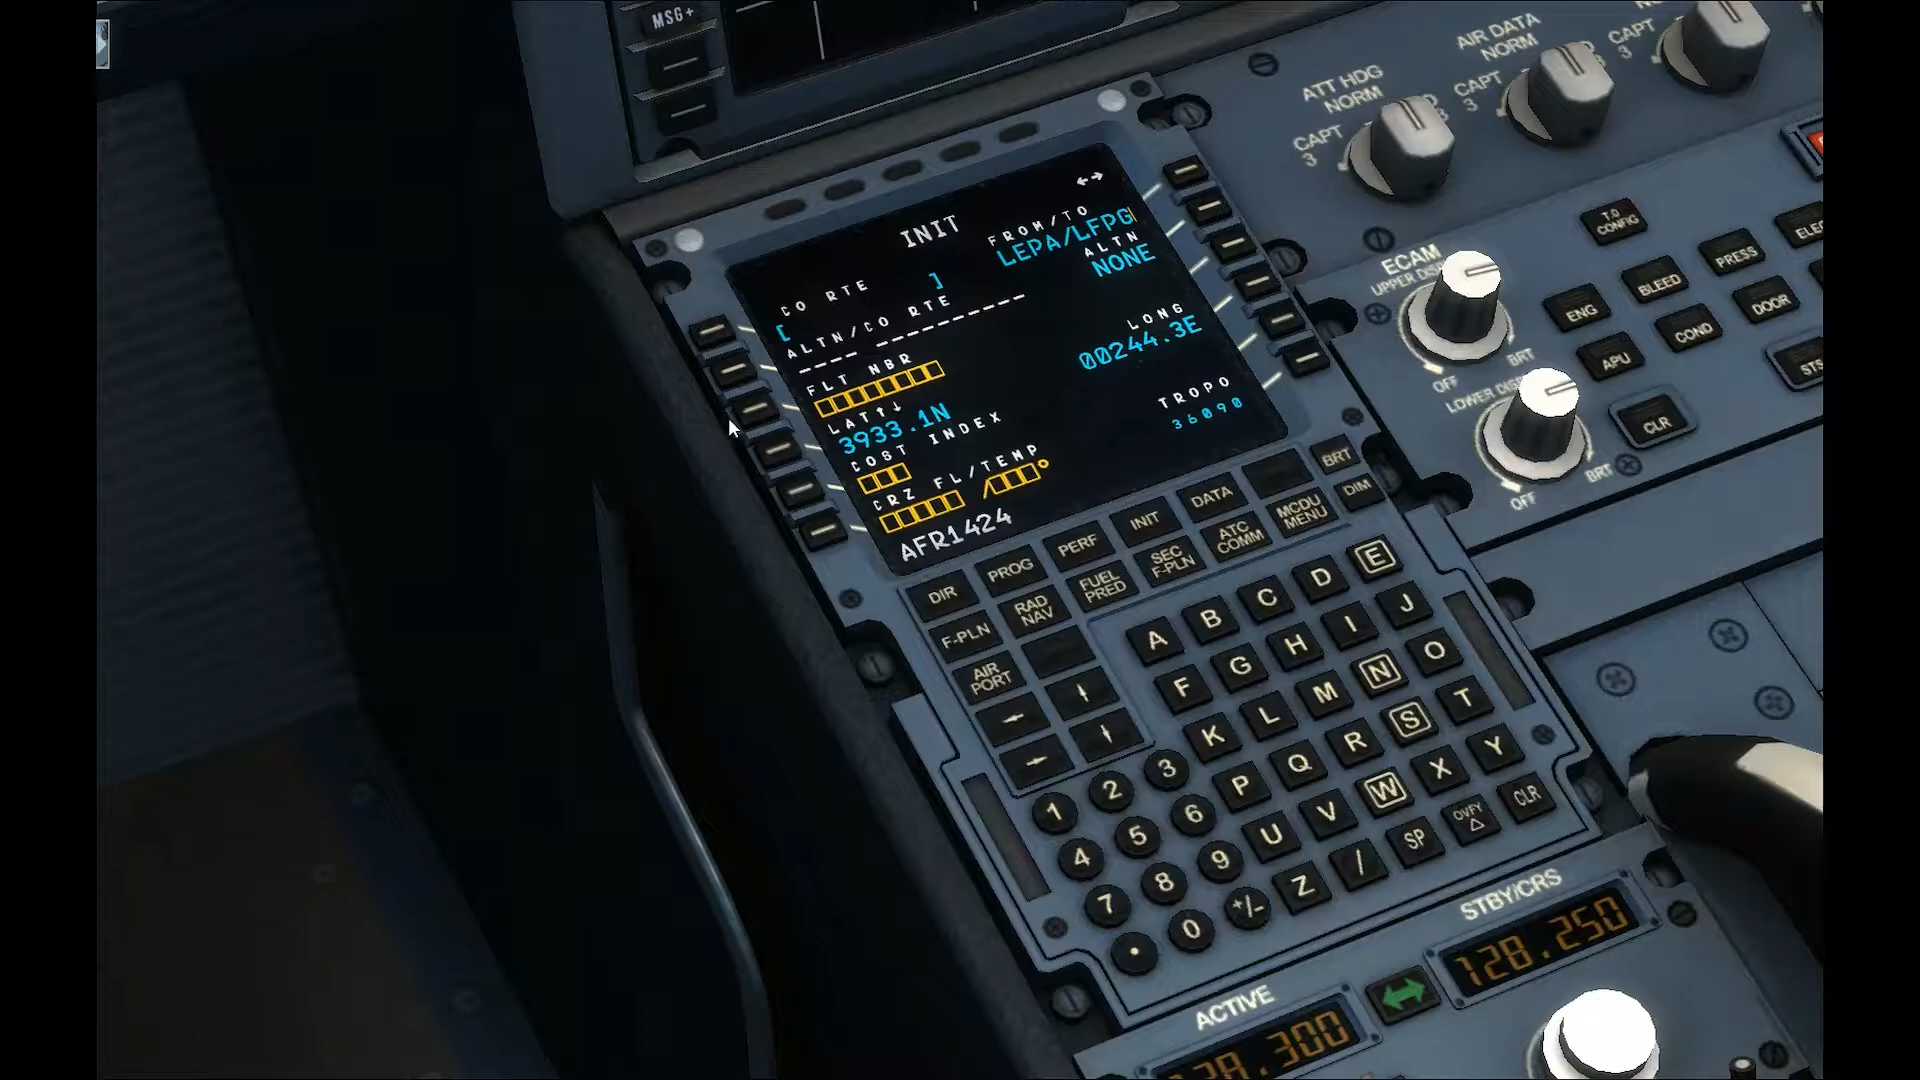 MSG+
AIR DATA
NORM
CAPT
3
ATT HDG
NORM
CAPT
3
CAPT
3
INIT
←→
FROM/TO
CO RTE
LEPA/LFPG
[ ]
ALTN
ALTN/CO RTE
NONE
---- ----------
FLT NBR
LONG
LAT↑↓
00244.3E
3933.1N
COST INDEX
TROPO
36090
CRZ FL/TEMP
/ °
AFR1424
ECAM
UPPER DISP
OFF
BRT
LOWER DISP
OFF
BRT
T.O
CONFIG
ENG
BLEED
PRESS
ELEC
APU
COND
DOOR
CLR
STS
DIR
PROG
PERF
INIT
DATA
BRT
F-PLN
RAD
NAV
FUEL
PRED
SEC
F-PLN
ATC
COMM
MCDU
MENU
DIM
AIR
PORT
A B C D E
F G H I J
K L M N O
P Q R S T
U V W X Y
Z / SP OVFY
△ CLR
1 2 3
4 5 6
7 8 9
. 0 +/-
STBY/CRS
128.250
ACTIVE